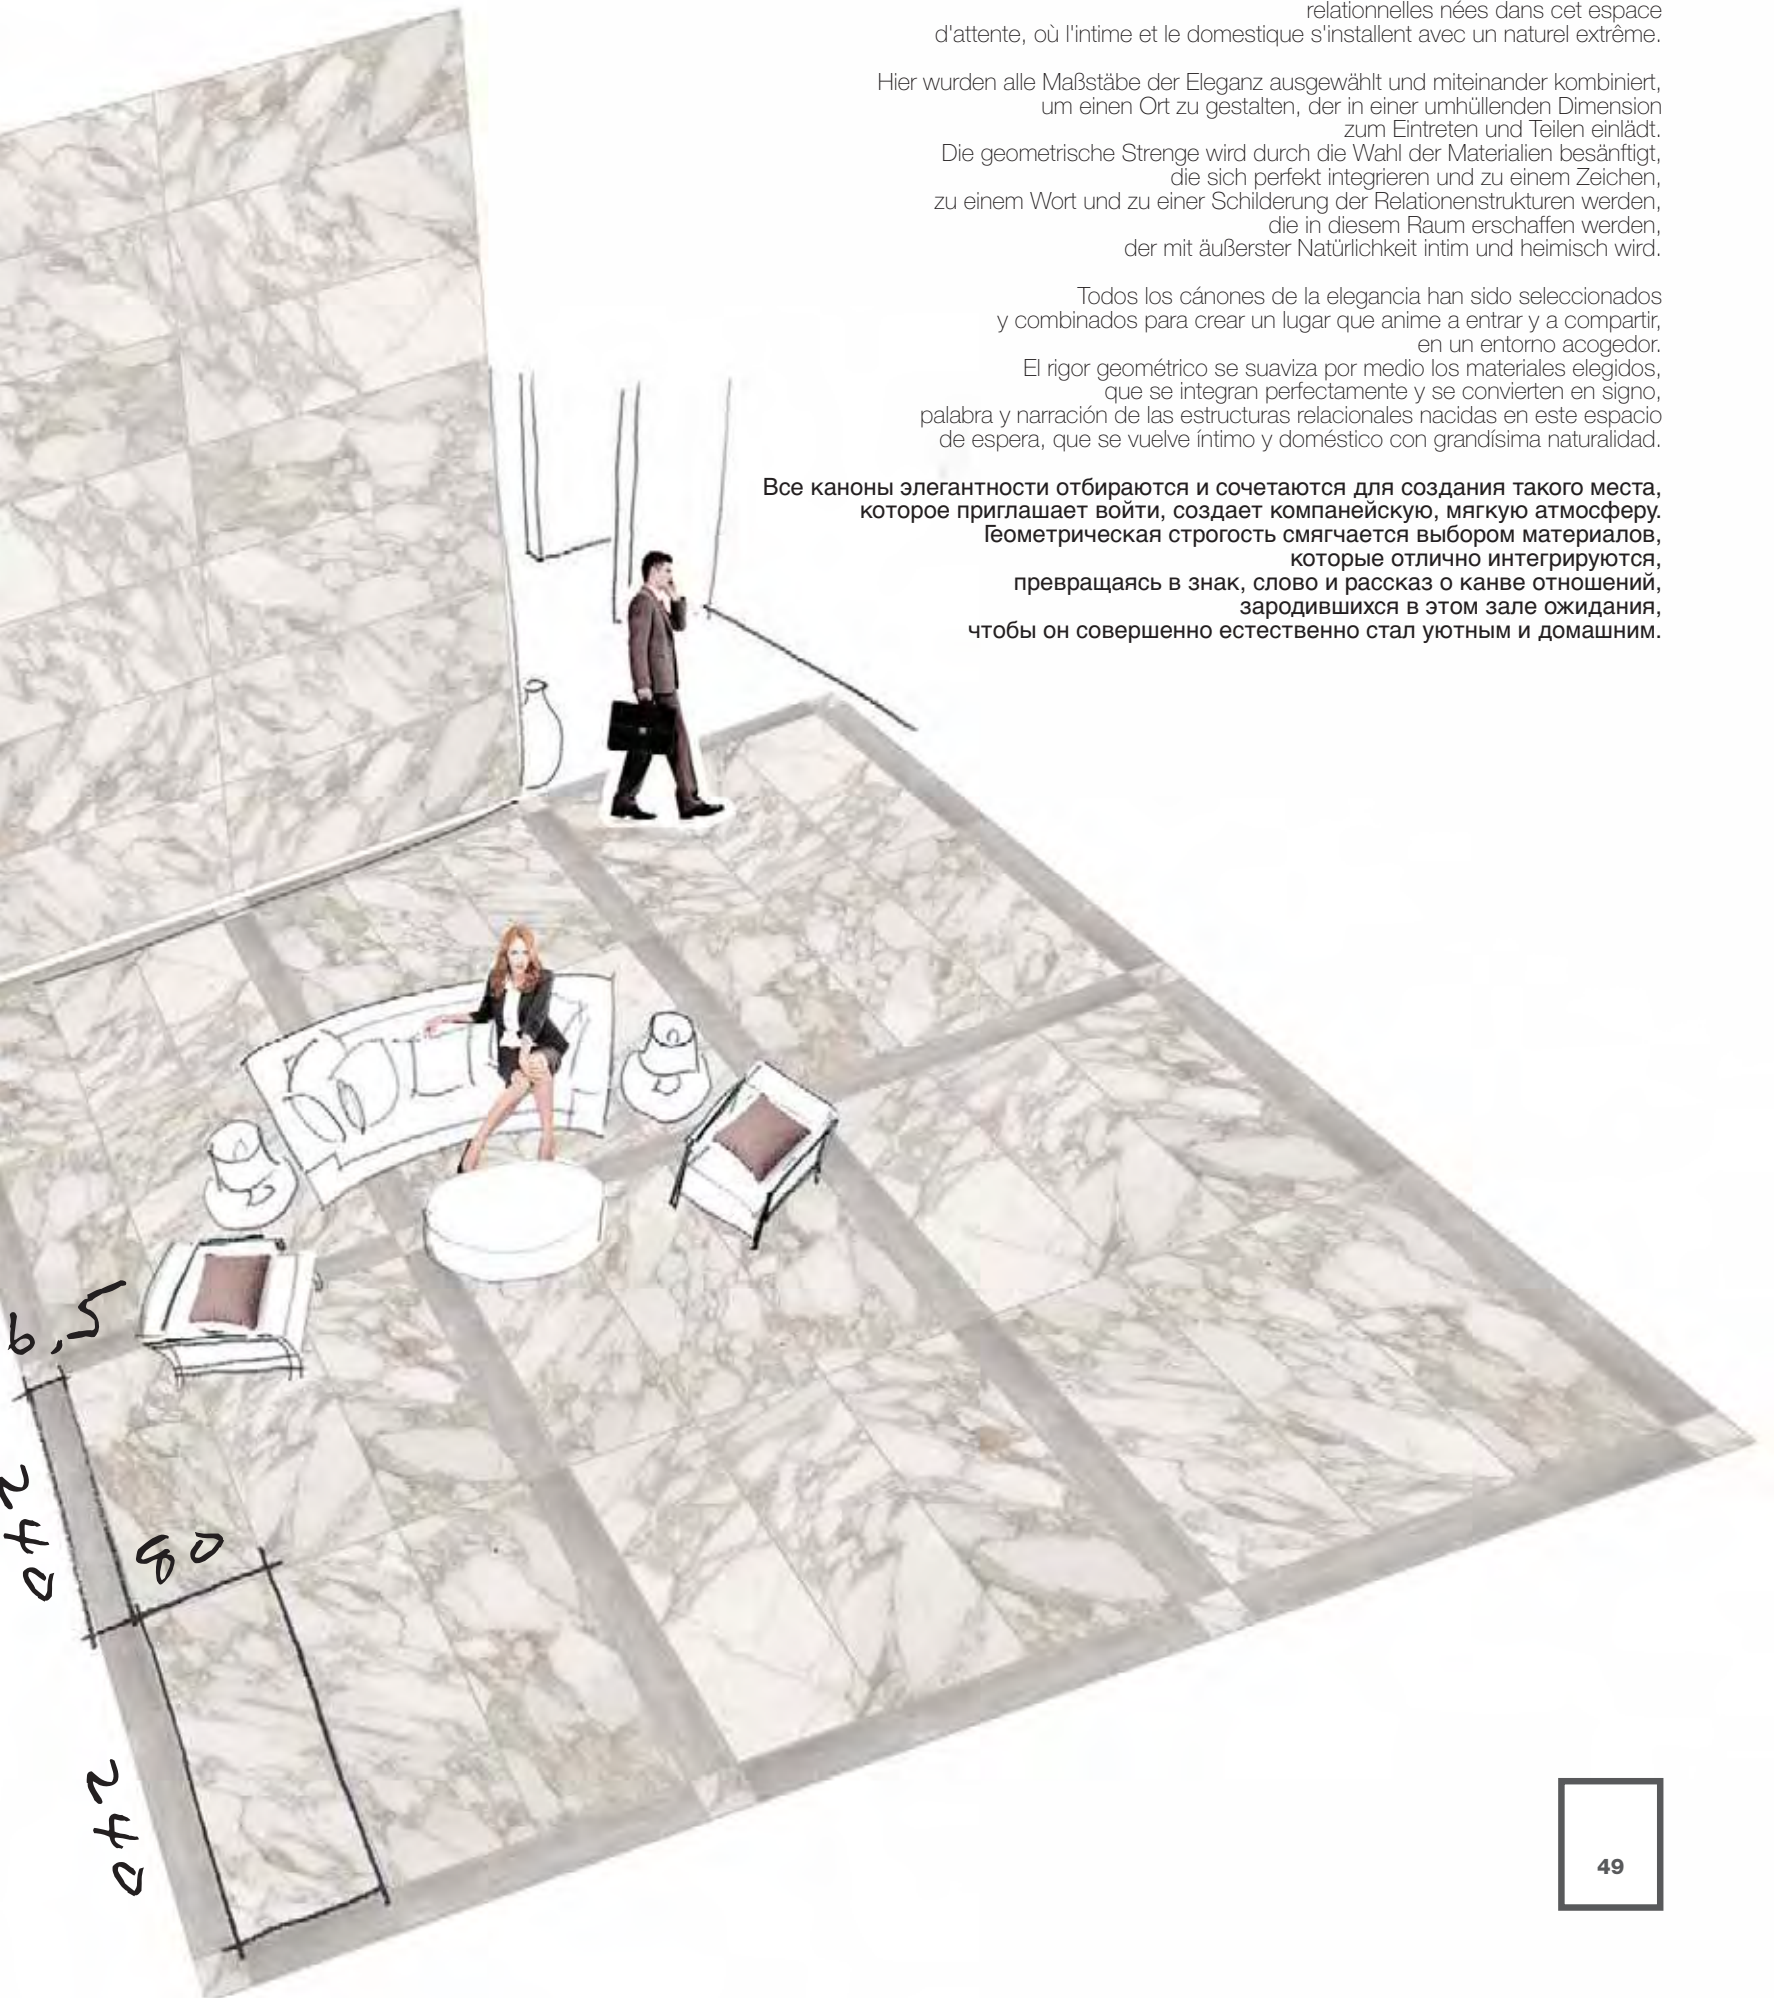 relationnelles nées dans cet espace
d'attente, où l'intime et le domestique s'installent avec un naturel extrême.
Hier wurden alle Maßstäbe der Eleganz ausgewählt und miteinander kombiniert,
um einen Ort zu gestalten, der in einer umhüllenden Dimension
zum Eintreten und Teilen einlädt.
Die geometrische Strenge wird durch die Wahl der Materialien besänftigt,
die sich perfekt integrieren und zu einem Zeichen,
zu einem Wort und zu einer Schilderung der Relationenstrukturen werden,
die in diesem Raum erschaffen werden,
der mit äußerster Natürlichkeit intim und heimisch wird.
Todos los cánones de la elegancia han sido seleccionados
y combinados para crear un lugar que anime a entrar y a compartir,
en un entorno acogedor.
El rigor geométrico se suaviza por medio los materiales elegidos,
que se integran perfectamente y se convierten en signo,
palabra y narración de las estructuras relacionales nacidas en este espacio
de espera, que se vuelve íntimo y doméstico con grandísima naturalidad.
Все каноны элегантности отбираются и сочетаются для создания такого места,
которое приглашает войти, создает компанейскую, мягкую атмосферу.
Геометрическая строгость смягчается выбором материалов,
которые отлично интегрируются,
превращаясь в знак, слово и рассказ о канве отношений,
зародившихся в этом зале ожидания,
чтобы он совершенно естественно стал уютным и домашним.
6,5
240
80
240
49